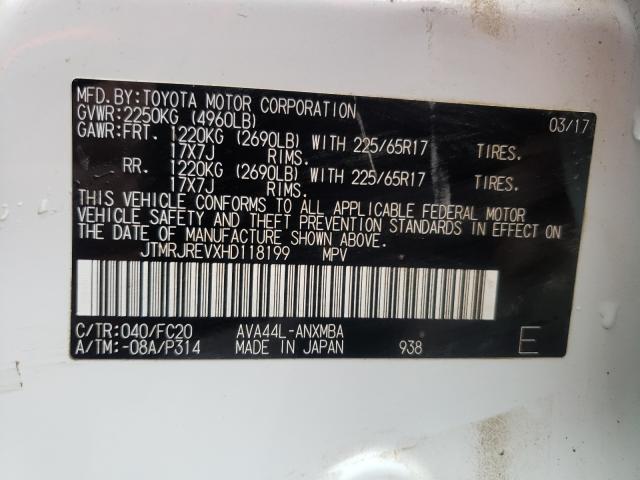 MFD.BY:TOYOTA MOTOR CORPORATION 03/17
GVWR:2250KG (4960LB)
GAWR:FRT. 1220KG (2690LB) WITH 225/65R17 TIRES.
17X7J RIMS.
RR. 1220KG (2690LB) WITH 225/65R17 TIRES.
17X7J RIMS.
THIS VEHICLE CONFORMS TO ALL APPLICABLE FEDERAL MOTOR
VEHICLE SAFETY AND THEFT PREVENTION STANDARDS IN EFFECT ON
THE DATE OF MANUFACTURE SHOWN ABOVE.
JTMRJREVXHD118199 MPV
C/TR:040/FC20 AVA44L-ANXMBA
A/TM:-08A/P314 MADE IN JAPAN 938 E